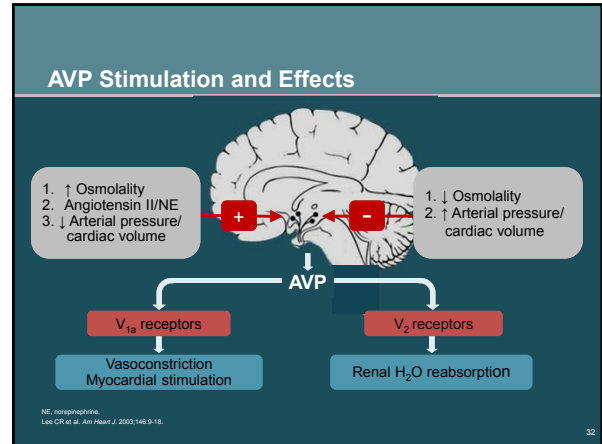 AVP Stimulation and Effects
1. ↑ Osmolality
2. Angiotensin II/NE
3. ↓ Arterial pressure/
cardiac volume
+
−
1. ↓ Osmolality
2. ↑ Arterial pressure/
cardiac volume
AVP
V1a receptors
V2 receptors
Vasoconstriction
Myocardial stimulation
Renal H2O reabsorption
NE, norepinephrine.
Lee CR et al. Am Heart J. 2003;146:9-18.
32